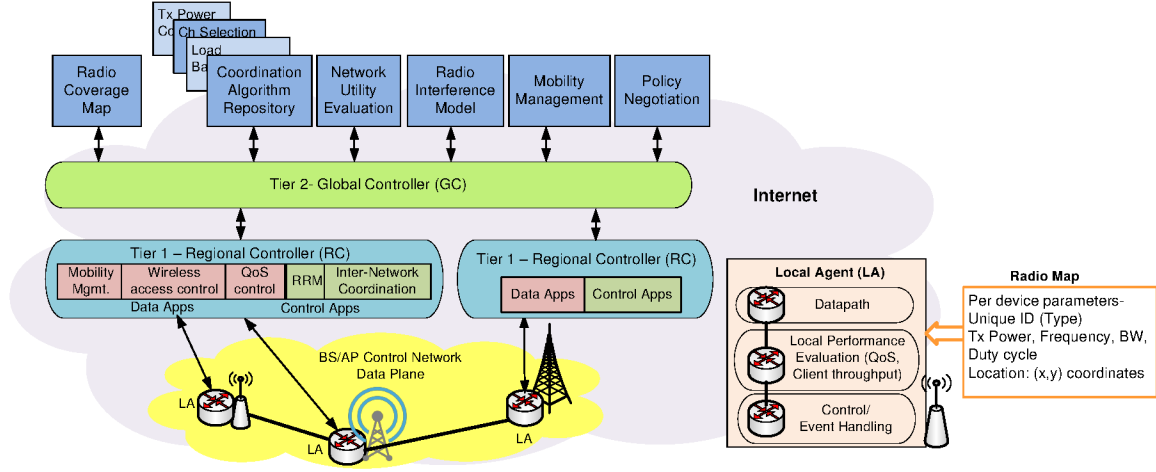 Tx Power
Co
Ch Selection
Load
Ba
Radio
Coverage
Map
Coordination
Algorithm
Repository
Network
Utility
Evaluation
Radio
Interference
Model
Mobility
Management
Policy
Negotiation
Tier 2- Global Controller (GC)
Internet
Tier 1 – Regional Controller (RC)
Mobility
Mgmt.
Wireless
access control
QoS
control
RRM
Inter-Network
Coordination
Data Apps
Control Apps
Tier 1 – Regional Controller (RC)
Data Apps
Control Apps
BS/AP Control Network
Data Plane
LA
LA
LA
Local Agent (LA)
Datapath
Local Performance
Evaluation (QoS,
Client throughput)
Control/
Event Handling
Radio Map
Per device parameters-
Unique ID (Type)
Tx Power, Frequency, BW,
Duty cycle
Location: (x,y) coordinates